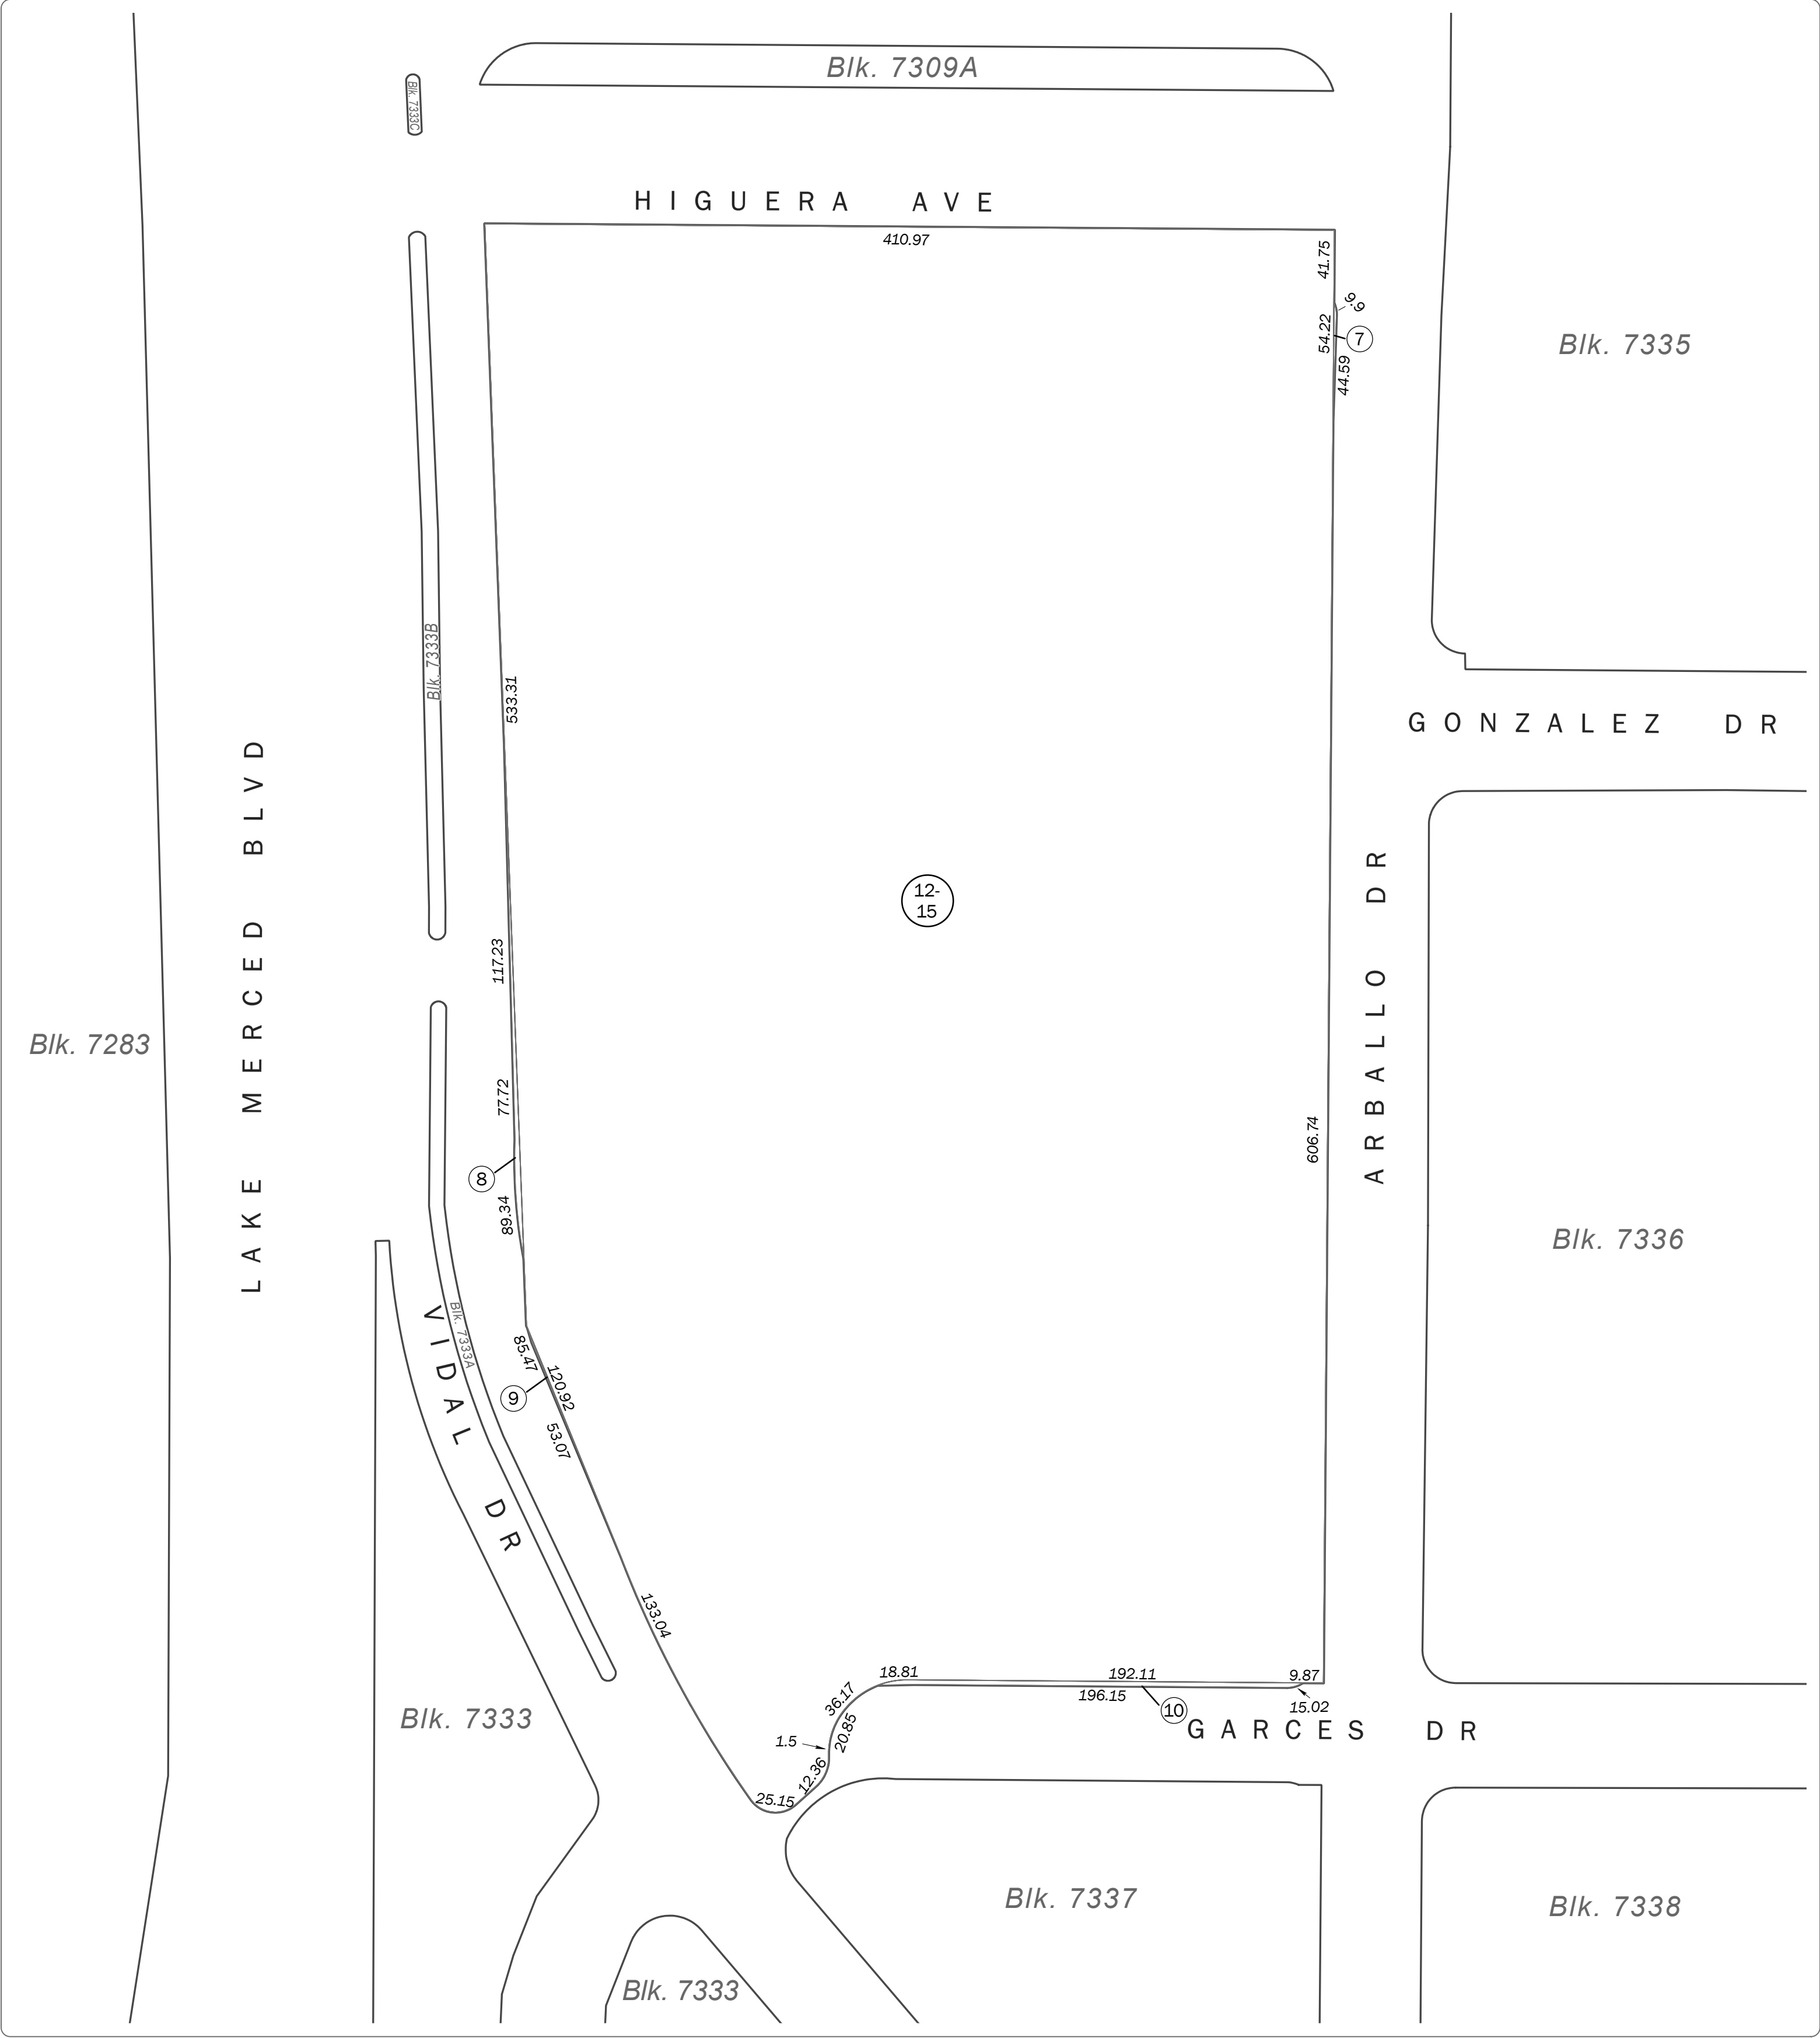 Blk. 7309A
Blk. 7333C
HIGUERA AVE
410.97
41.75
9.9
54.22
7
44.59
Blk. 7335
Blk. 7333B
533.31
GONZALEZ DR
LAKE MERCED BLVD
12-
15
ARBALLO DR
117.23
Blk. 7283
77.72
606.74
8
89.34
Blk. 7336
VIDAL DR
Blk. 7333A
85.47
120.92
9
53.07
133.04
18.81
192.11
9.87
36.17
196.15
15.02
10
Blk. 7333
20.85
1.5
GARCES DR
12.36
25.15
Blk. 7337
Blk. 7338
Blk. 7333